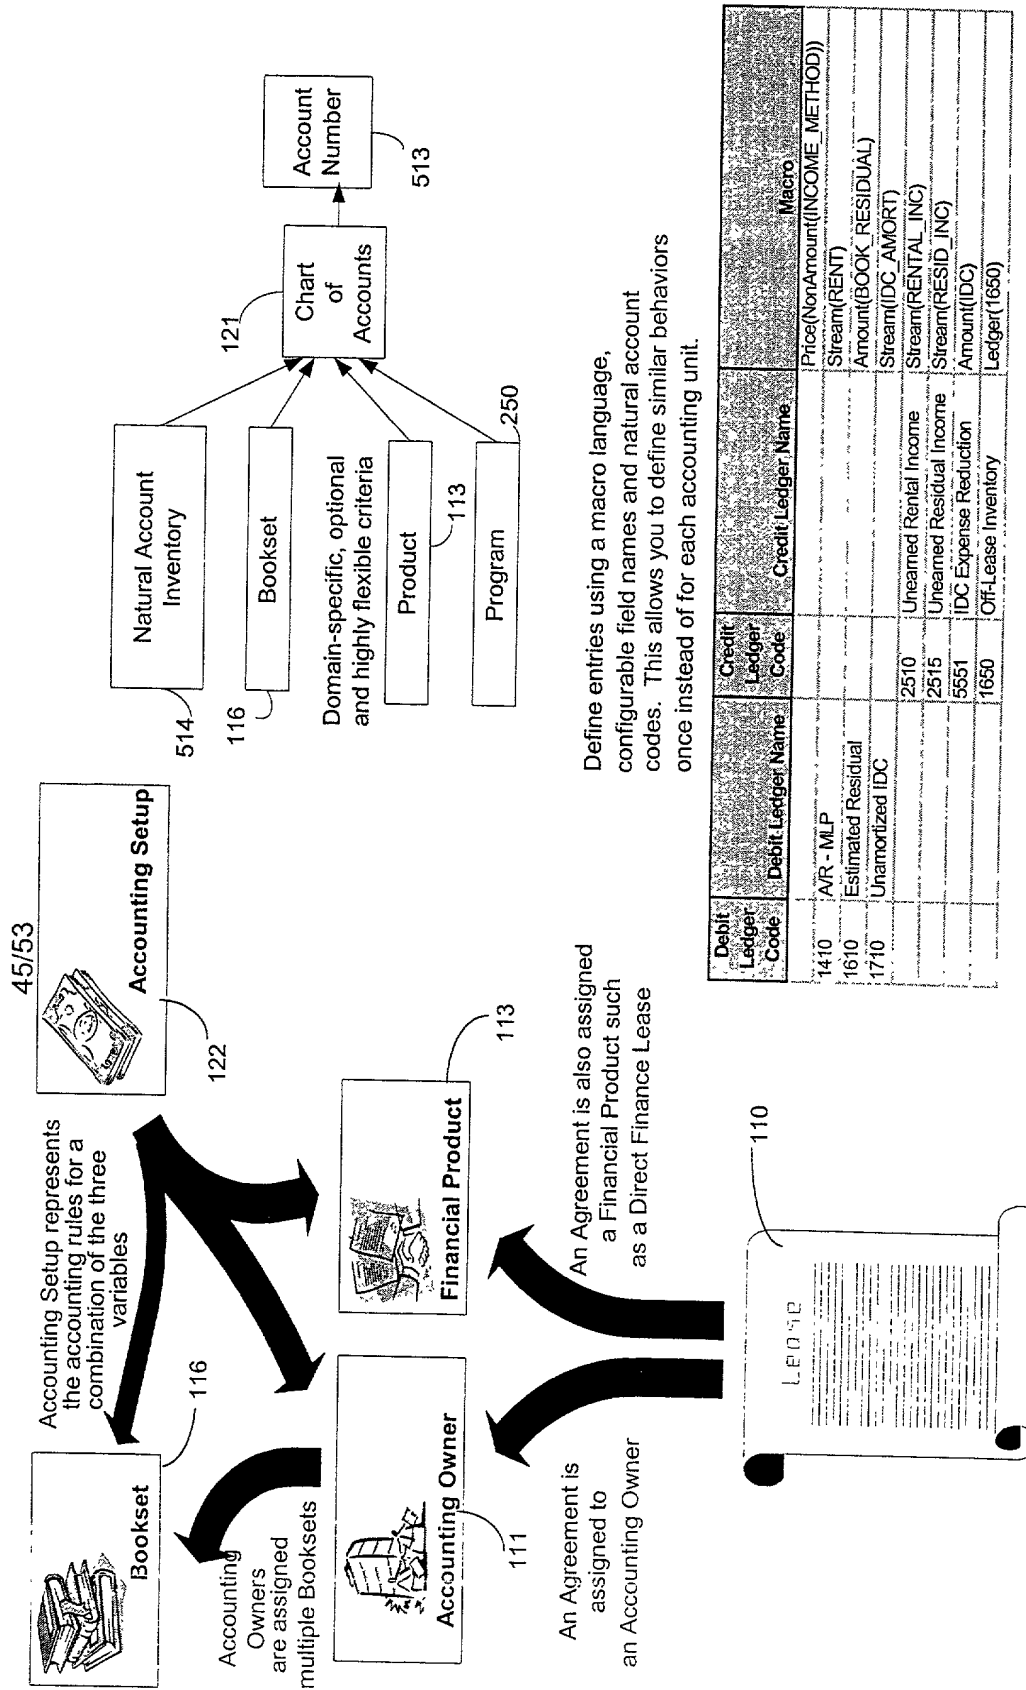 45/53
Bookset
116
Accounting Setup represents
the accounting rules for a
combination of the three
variables
Accounting Setup
122
Accounting
Owners
are assigned
multiple Booksets
Accounting Owner
111
Financial Product
113
An Agreement is
assigned to
an Accounting Owner
An Agreement is also assigned
a Financial Product such
as a Direct Finance Lease
Lease
110
Natural Account
Inventory
514
Bookset
116
Domain-specific, optional
and highly flexible criteria
Product
113
Program
250
Chart
of
Accounts
121
Account
Number
513
Define entries using a macro language,
configurable field names and natural account
codes. This allows you to define similar behaviors
once instead of for each accounting unit.
Debit Ledger Code Debit Ledger Name Credit Ledger Code Credit Ledger Name Macro
Price(NonAmount(INCOME_METHOD))
1410 A/R - MLP Stream(RENT)
1610 Estimated Residual Amount(BOOK_RESIDUAL)
1710 Unamortized IDC Stream(IDC_AMORT)
2510 Unearned Rental Income Stream(RENTAL_INC)
2515 Unearned Residual Income Stream(RESID_INC)
5551 IDC Expense Reduction Amount(IDC)
1650 Off-Lease Inventory Ledger(1650)